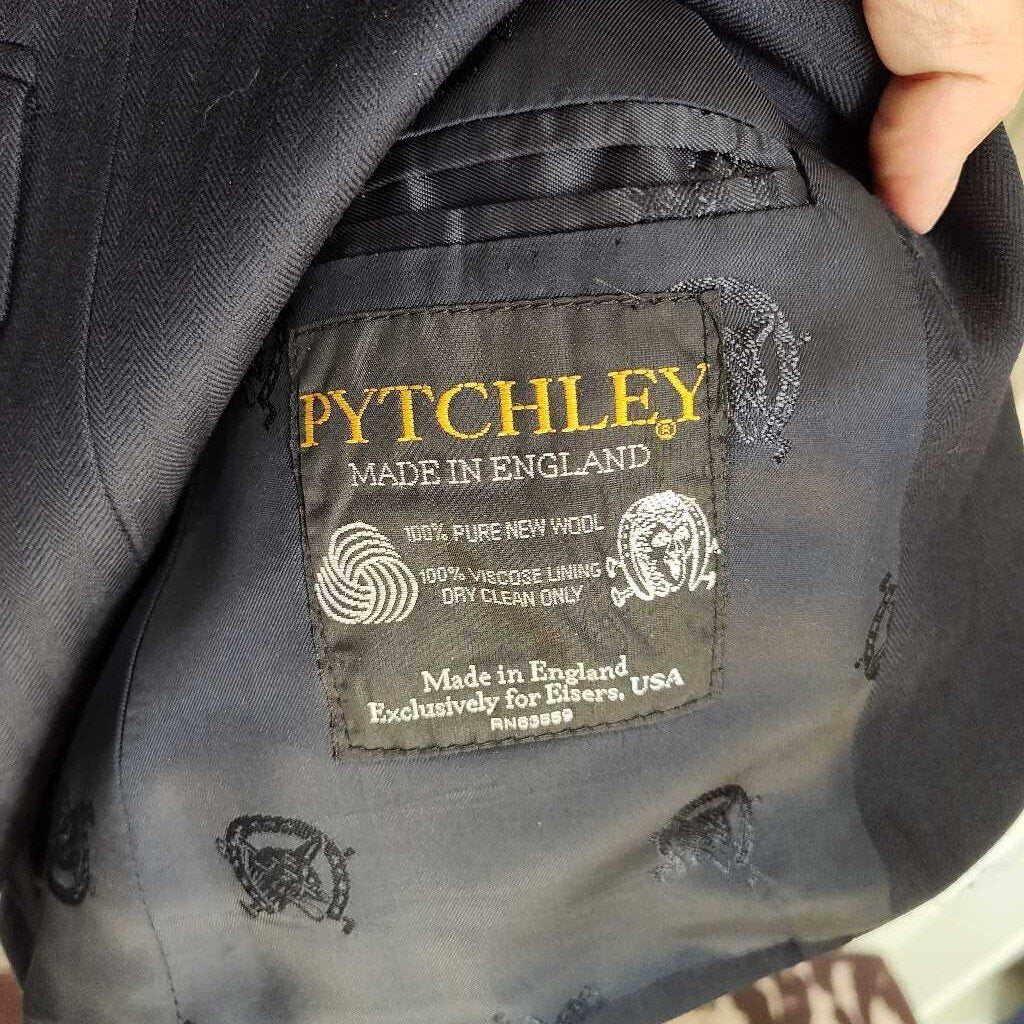 PYTCHLEY®
MADE IN ENGLAND
100% PURE NEW WOOL
100% VISCOSE LINING
DRY CLEAN ONLY
Made in England
Exclusively for Eisers, USA
RN63559